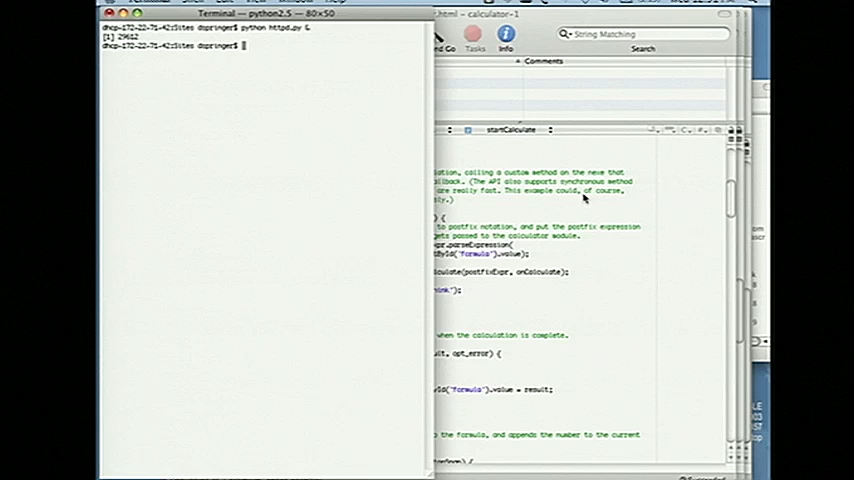 Terminal — python2.5 — 80×50
dhcp-172-22-71-42:Sites dspringer$ python httpd.py &
[1] 29612
dhcp-172-22-71-42:Sites dspringer$
.html - calculator-1
nd Go
Tasks
Info
String Matching
Search
Comments
startCalculate
ation, calling a custom method on the nexe that
allback. (The API also supports synchronous method
are really fast. This example could, of course,
sly.)
) {
to postfix notation, and put the postfix expression
gets passed to the calculator module.
xpr.parseExpression(
tById("formula").value);
lculate(postfixExpr, onCalculate);
hink");
when the calculation is complete.
ult, opt_error) {
yId("formula").value = result;
o the formula, and appends the number to the current